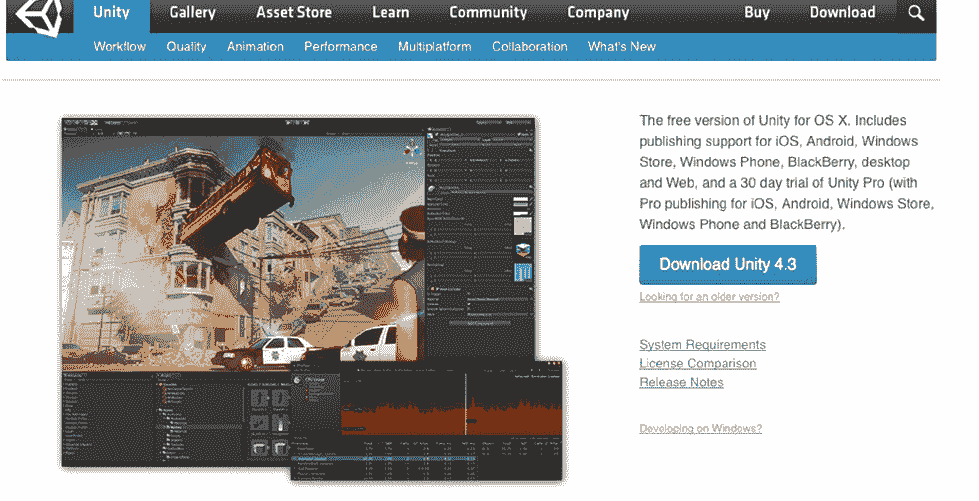 Unity Gallery Asset Store Learn Community Company Buy Download
Workflow Quality Animation Performance Multiplatform Collaboration What's New
The free version of Unity for OS X. Includes
publishing support for iOS, Android, Windows
Store, Windows Phone, BlackBerry, desktop
and Web, and a 30 day trial of Unity Pro (with
Pro publishing for iOS, Android, Windows Store,
Windows Phone and BlackBerry).
Download Unity 4.3
Looking for an older version?
System Requirements
License Comparison
Release Notes
Developing on Windows?